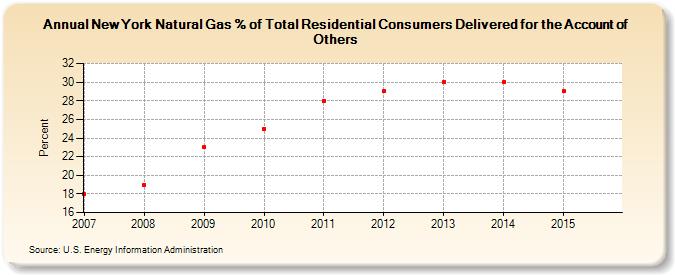 Annual New York Natural Gas % of Total Residential Consumers Delivered for the Account of
Others
Percent
32
30
28
26
24
22
20
18
16
2007 2008 2009 2010 2011 2012 2013 2014 2015
Source: U.S. Energy Information Administration